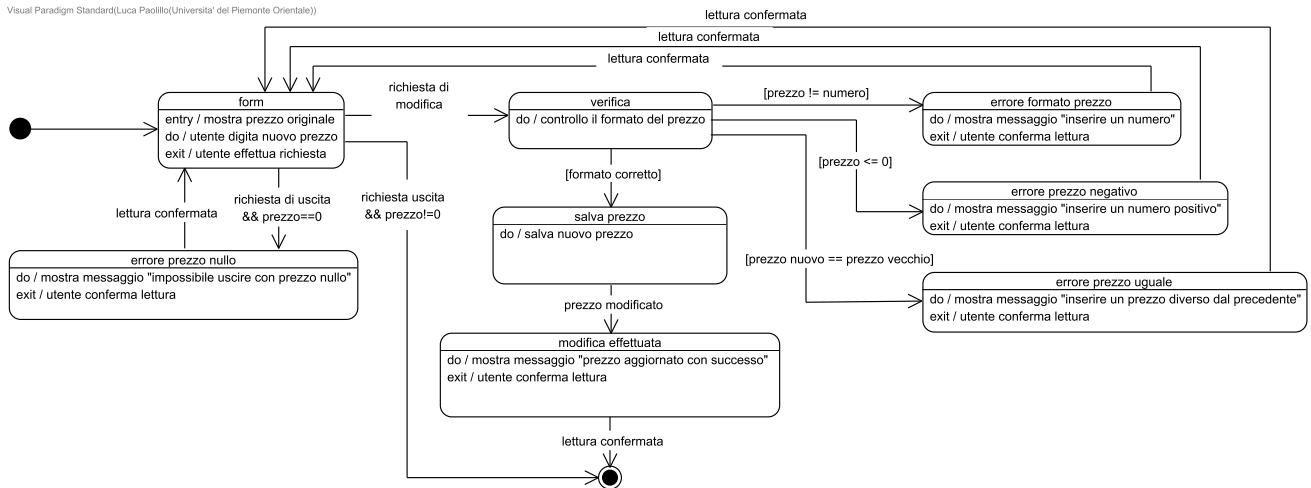 Visual Paradigm Standard(Luca Paolillo(Universita' del Piemonte Orientale))
lettura confermata
lettura confermata
lettura confermata
richiesta di
modifica
form
entry / mostra prezzo originale
do / utente digita nuovo prezzo
exit / utente effettua richiesta
verifica
do / controllo il formato del prezzo
[prezzo != numero]
errore formato prezzo
do / mostra messaggio "inserire un numero"
exit / utente conferma lettura
[prezzo <= 0]
[formato corretto]
errore prezzo negativo
do / mostra messaggio "inserire un numero positivo"
exit / utente conferma lettura
lettura confermata
richiesta di uscita
&& prezzo==0
richiesta uscita
&& prezzo!=0
salva prezzo
do / salva nuovo prezzo
errore prezzo nullo
do / mostra messaggio "impossibile uscire con prezzo nullo"
exit / utente conferma lettura
[prezzo nuovo == prezzo vecchio]
errore prezzo uguale
do / mostra messaggio "inserire un prezzo diverso dal precedente"
exit / utente conferma lettura
prezzo modificato
modifica effettuata
do / mostra messaggio "prezzo aggiornato con successo"
exit / utente conferma lettura
lettura confermata